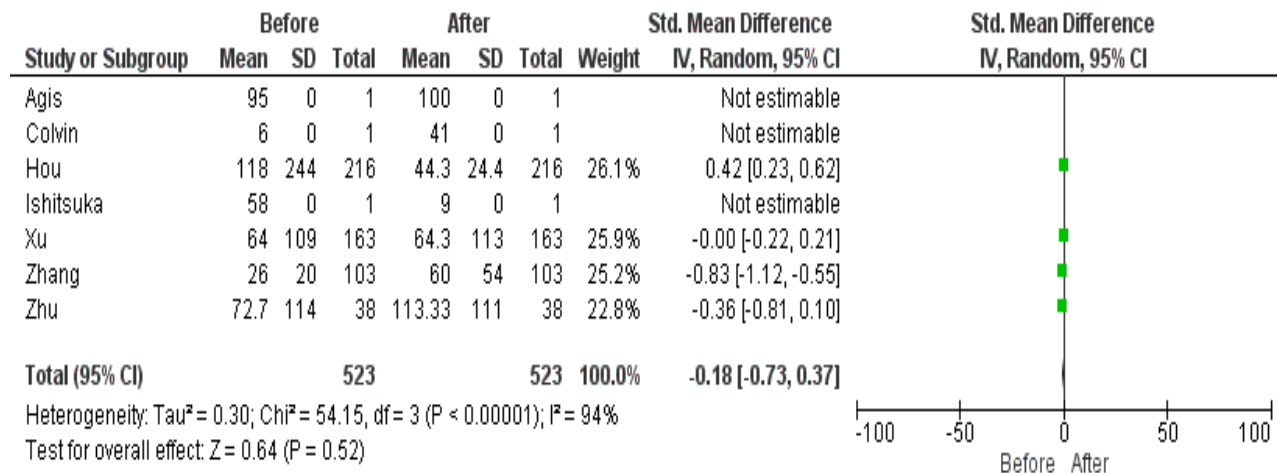 Before After Std. Mean Difference Std. Mean Difference
Study or Subgroup Mean SD Total Mean SD Total Weight IV, Random, 95% CI IV, Random, 95% CI
Agis 95 0 1 100 0 1 Not estimable
Colvin 6 0 1 41 0 1 Not estimable
Hou 118 244 216 44.3 24.4 216 26.1% 0.42 [0.23, 0.62]
Ishitsuka 58 0 1 9 0 1 Not estimable
Xu 64 109 163 64.3 113 163 25.9% -0.00 [-0.22, 0.21]
Zhang 26 20 103 60 54 103 25.2% -0.83 [-1.12, -0.55]
Zhu 72.7 114 38 113.33 111 38 22.8% -0.36 [-0.81, 0.10]
Total (95% CI) 523 523 100.0% -0.18 [-0.73, 0.37]
Heterogeneity: Tau² = 0.30; Chi² = 54.15, df = 3 (P < 0.00001); I² = 94%
Test for overall effect: Z = 0.64 (P = 0.52)
-100 -50 0 50 100
Before After